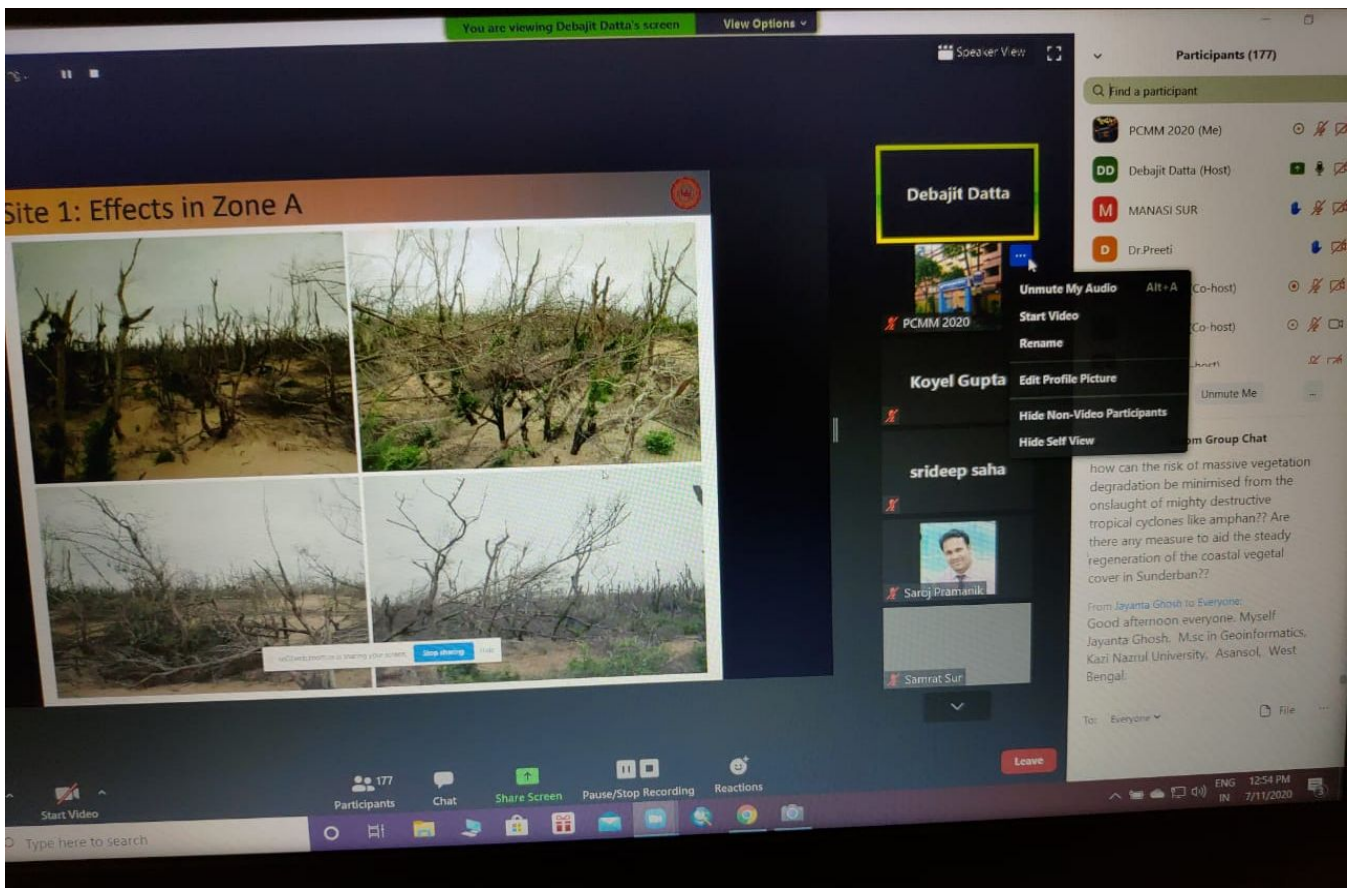 You are viewing Debajit Datta's screen
View Options
Speaker View
Site 1: Effects in Zone A
Stop sharing
Debajit Datta
PCMM 2020
Koyel Gupta
srideep saha
Saroj Pramanik
Samrat Sur
Unmute My Audio Alt+A
Start Video
Rename
Edit Profile Picture
Hide Non-Video Participants
Hide Self View
Participants (177)
Find a participant
PCMM 2020 (Me)
DD
Debajit Datta (Host)
M
MANASI SUR
D
Dr.Preeti
(Co-host)
(Co-host)
Unmute Me
om Group Chat
how can the risk of massive vegetation
degradation be minimised from the
onslaught of mighty destructive
tropical cyclones like amphan?? Are
there any measure to aid the steady
regeneration of the coastal vegetal
cover in Sunderban??
From Jayanta Ghosh to Everyone:
Good afternoon everyone. Myself
Jayanta Ghosh. M.sc in Geoinformatics,
Kazi Nazrul University, Asansol, West
Bengal.
To: Everyone
File
Start Video
177
Participants
Chat
Share Screen
Pause/Stop Recording
Reactions
Leave
Type here to search
ENG
IN
12:54 PM
7/11/2020
3